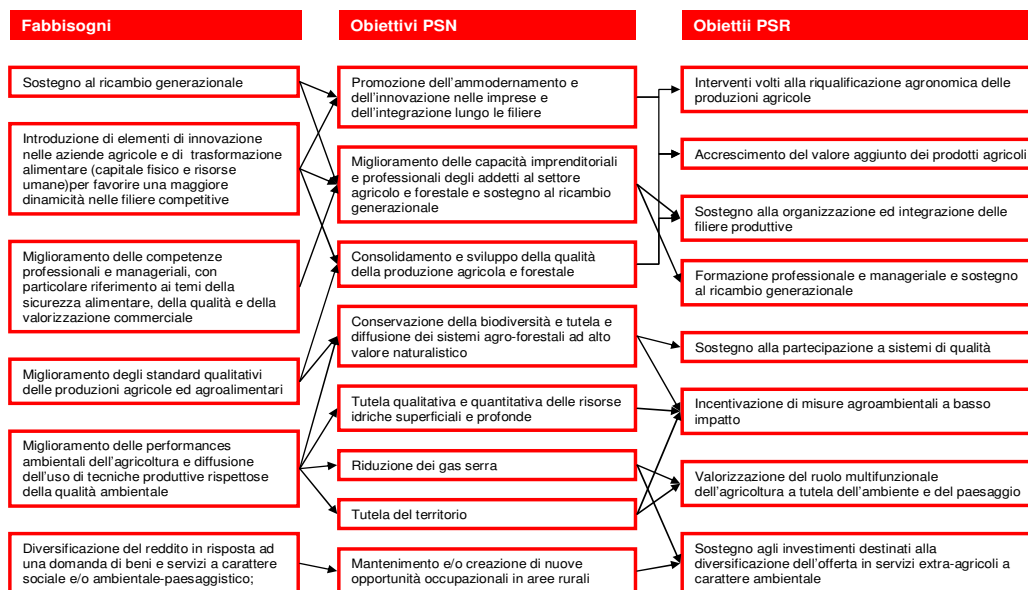 Fabbisogni
Obiettivi PSN
Obiettii PSR
Sostegno al ricambio generazionale
Introduzione di elementi di innovazione
nelle aziende agricole e di trasformazione
alimentare (capitale fisico e risorse
umane)per favorire una maggiore
dinamicità nelle filiere competitive
Miglioramento delle competenze
professionali e manageriali, con
particolare riferimento ai temi della
sicurezza alimentare, della qualità e della
valorizzazione commerciale
Miglioramento degli standard qualitativi
delle produzioni agricole ed agroalimentari
Miglioramento delle performances
ambientali dell'agricoltura e diffusione
dell'uso di tecniche produttive rispettose
della qualità ambientale
Diversificazione del reddito in risposta ad
una domanda di beni e servizi a carattere
sociale e/o ambientale-paesaggistico;
Promozione dell'ammodernamento e
dell'innovazione nelle imprese e
dell'integrazione lungo le filiere
Miglioramento delle capacità imprenditoriali
e professionali degli addetti al settore
agricolo e forestale e sostegno al ricambio
generazionale
Consolidamento e sviluppo della qualità
della produzione agricola e forestale
Conservazione della biodiversità e tutela e
diffusione dei sistemi agro-forestali ad alto
valore naturalistico
Tutela qualitativa e quantitativa delle risorse
idriche superficiali e profonde
Riduzione dei gas serra
Tutela del territorio
Mantenimento e/o creazione di nuove
opportunità occupazionali in aree rurali
Interventi volti alla riqualificazione agronomica delle
produzioni agricole
Accrescimento del valore aggiunto dei prodotti agricoli
Sostegno alla organizzazione ed integrazione delle
filiere produttive
Formazione professionale e manageriale e sostegno
al ricambio generazionale
Sostegno alla partecipazione a sistemi di qualità
Incentivazione di misure agroambientali a basso
impatto
Valorizzazione del ruolo multifunzionale
dell'agricoltura a tutela dell'ambiente e del paesaggio
Sostegno agli investimenti destinati alla
diversificazione dell'offerta in servizi extra-agricoli a
carattere ambientale